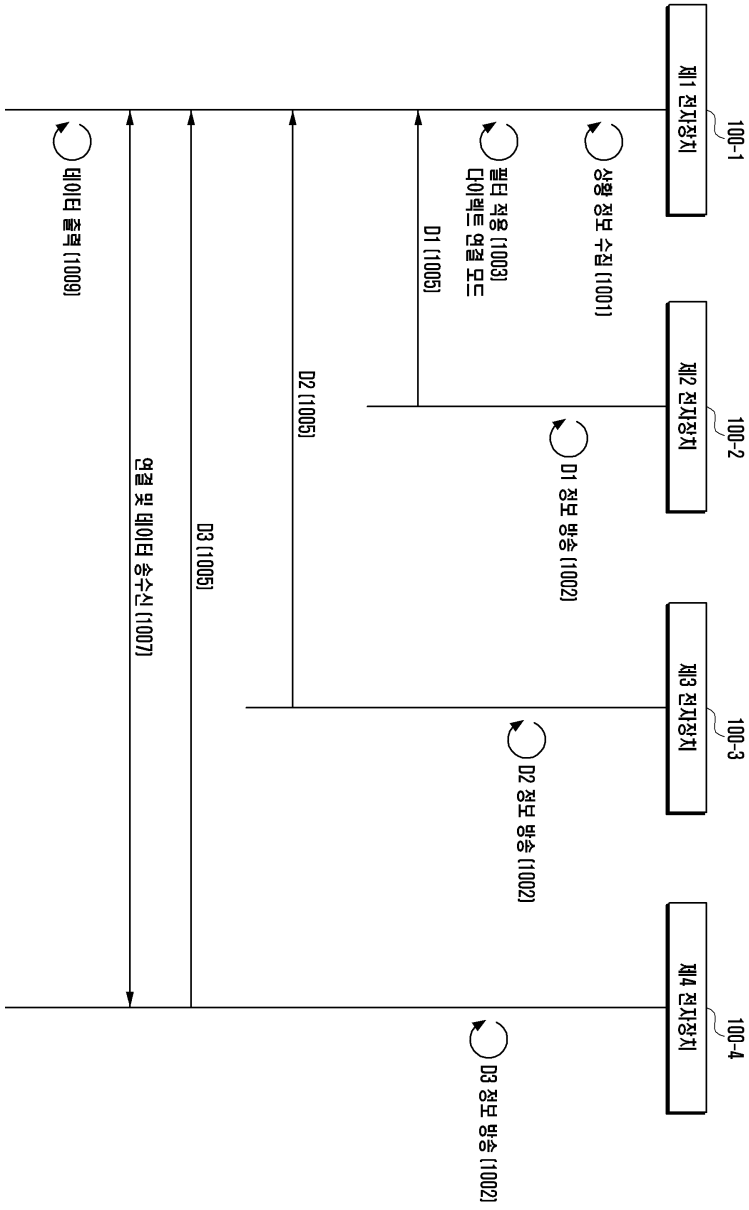 100-1
제1 전자장치
100-2
제2 전자장치
100-3
제3 전자장치
100-4
제4 전자장치
상황 정보 수집 (1001)
D1 정보 방송 (1002)
필터 적용 (1003)
다이렉트 연결 모드
D2 정보 방송 (1002)
D3 정보 방송 (1002)
D1 (1005)
D2 (1005)
D3 (1005)
연결 및 데이터 송수신 (1007)
데이터 출력 (1009)